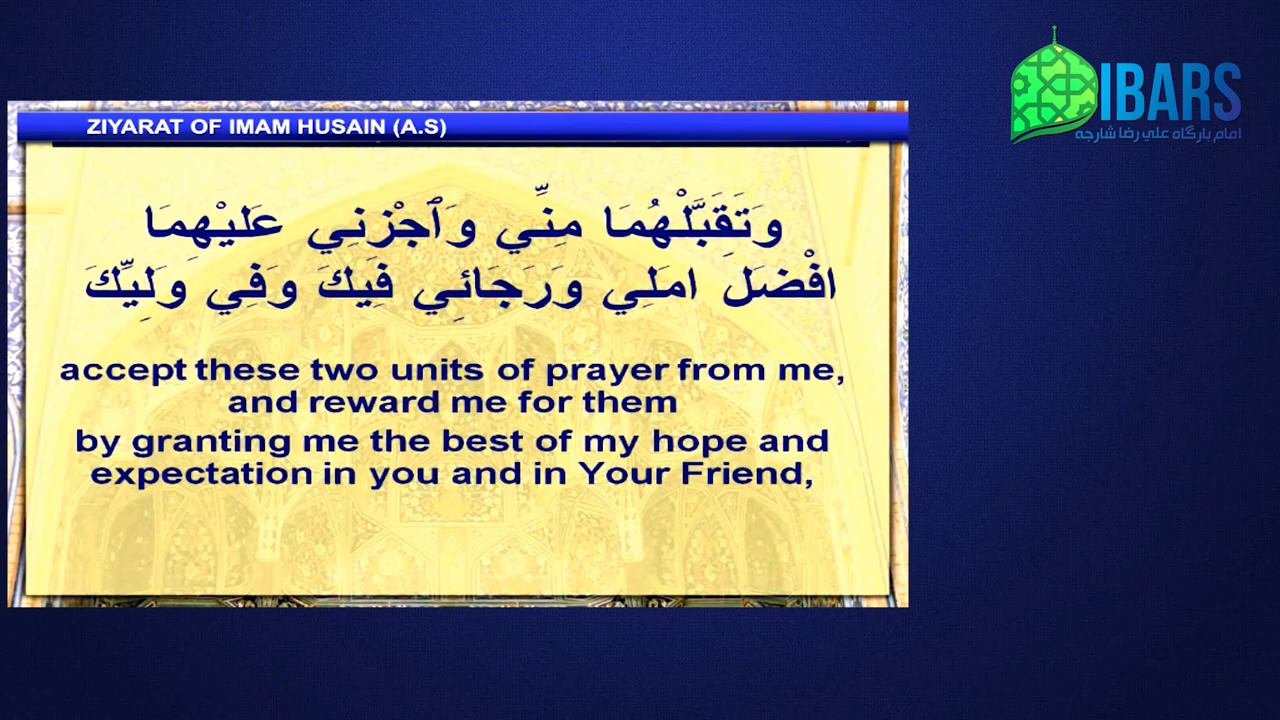 IBARS
امام بارگاه علي رضا شارجه
ZIYARAT OF IMAM HUSAIN (A.S)
وَتَقَبَّلْهُمَا مِنِّي وَٱجْزِنِي عَلَيْهِمَا
افْضَلَ امَلِي وَرَجَائِي فِيكَ وَفِي وَلِيِّكَ
accept these two units of prayer from me,
and reward me for them
by granting me the best of my hope and
expectation in you and in Your Friend,